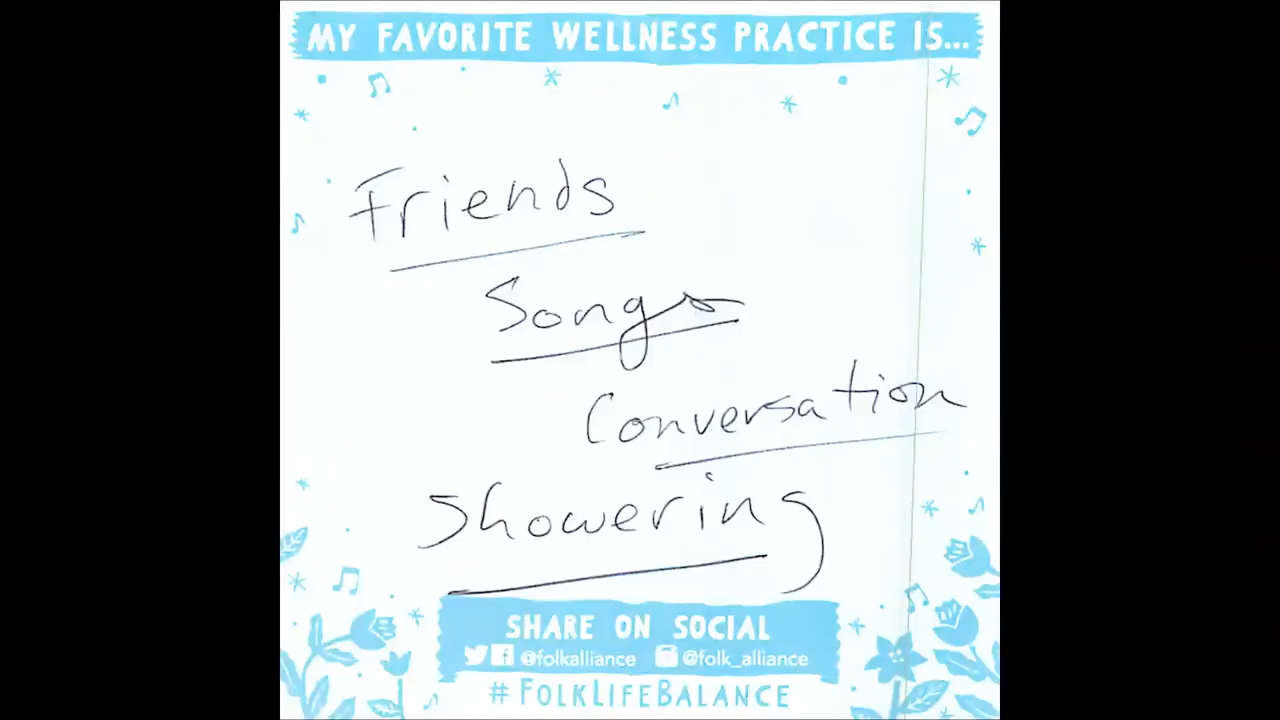 MY FAVORITE WELLNESS PRACTICE IS...
Friends
Songs
Conversation
Showering
SHARE ON SOCIAL
@folkalliance @folk_alliance
#FOLKLIFEBALANCE